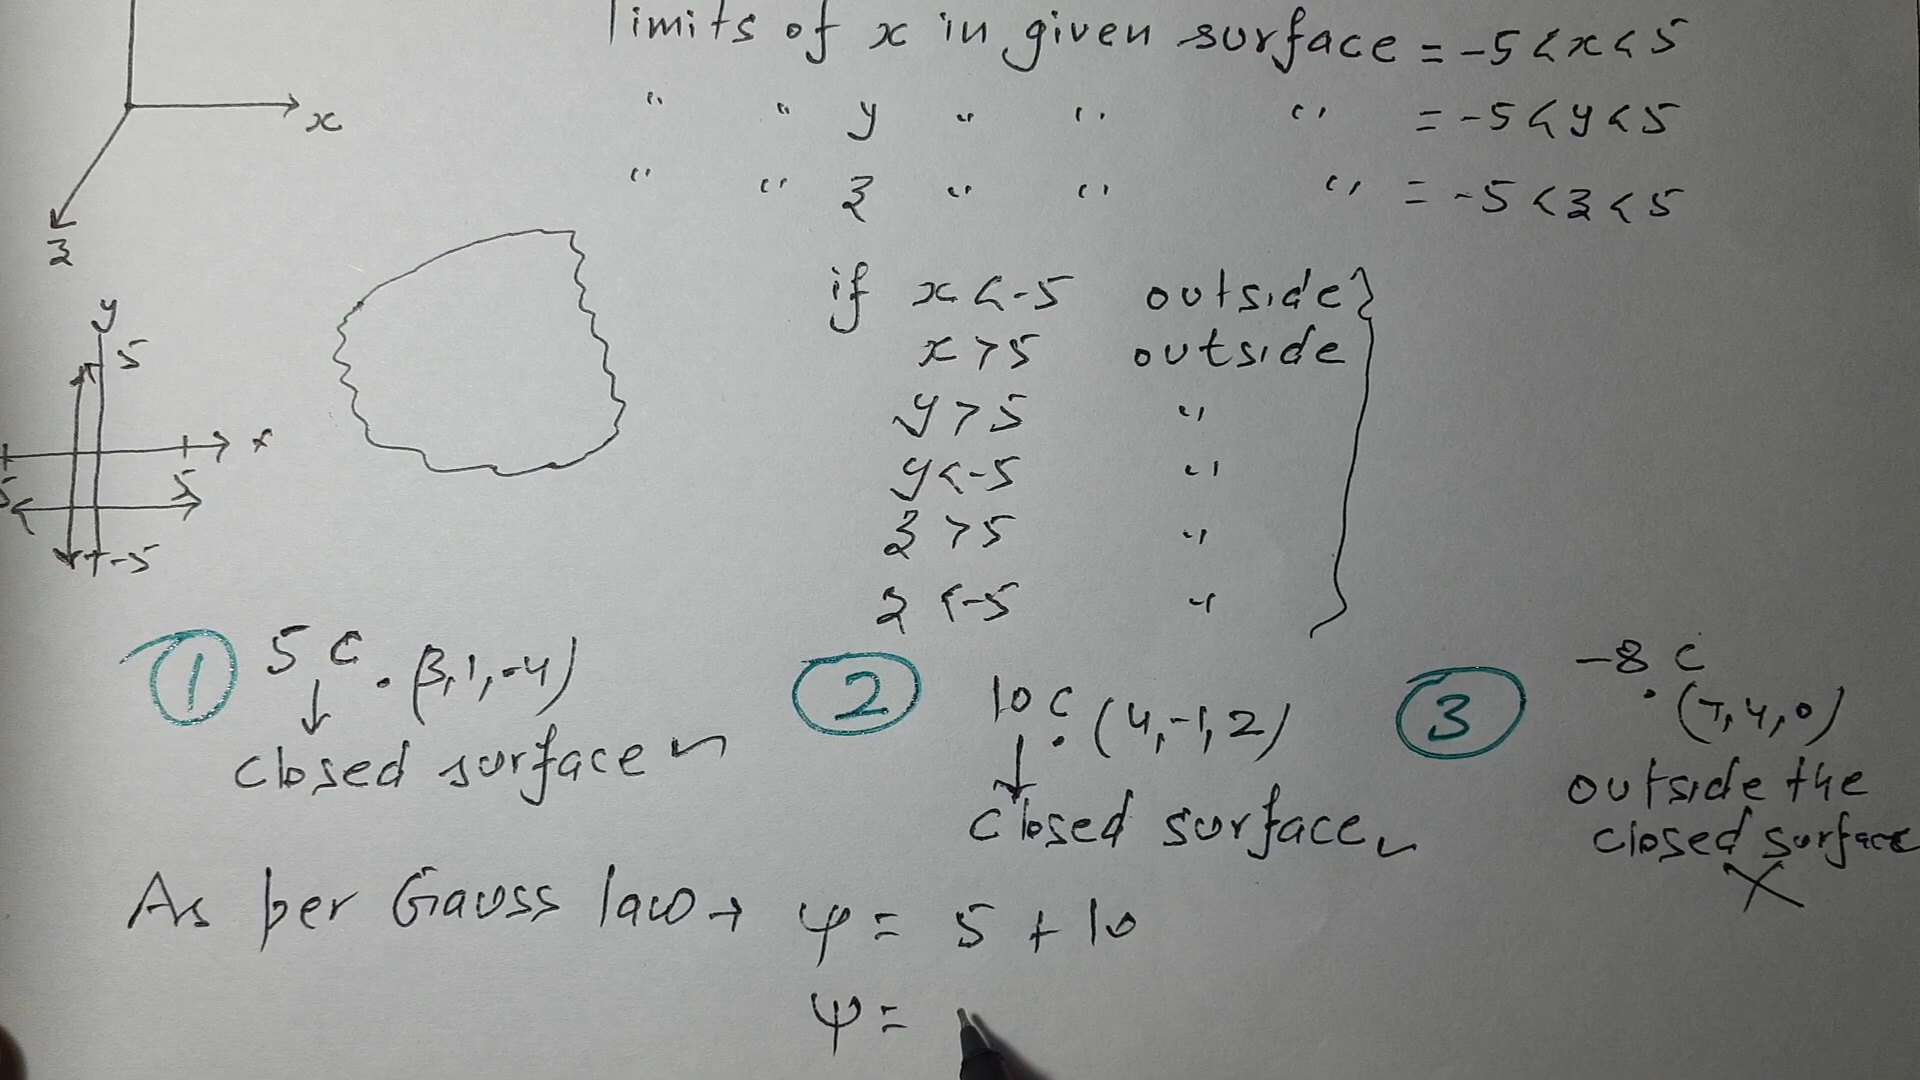 limits of x in given surface = -5 < x < 5
" " y " " " = -5 < y < 5
" " z " " " = -5 < z < 5
x
z
if x < -5 outside }
x > 5 outside
y > 5 "
y < -5 "
z > 5 "
z < -5 "
y
5
x
5 5
-5
① 5 C . (3, 1, -4)
closed surface ✓
② 10 C . (4, -1, 2)
closed surface ✓
③ -8 C
. (7, 4, 0)
outside the
closed surface
X
As per Gauss law → ψ = 5 + 10
ψ =